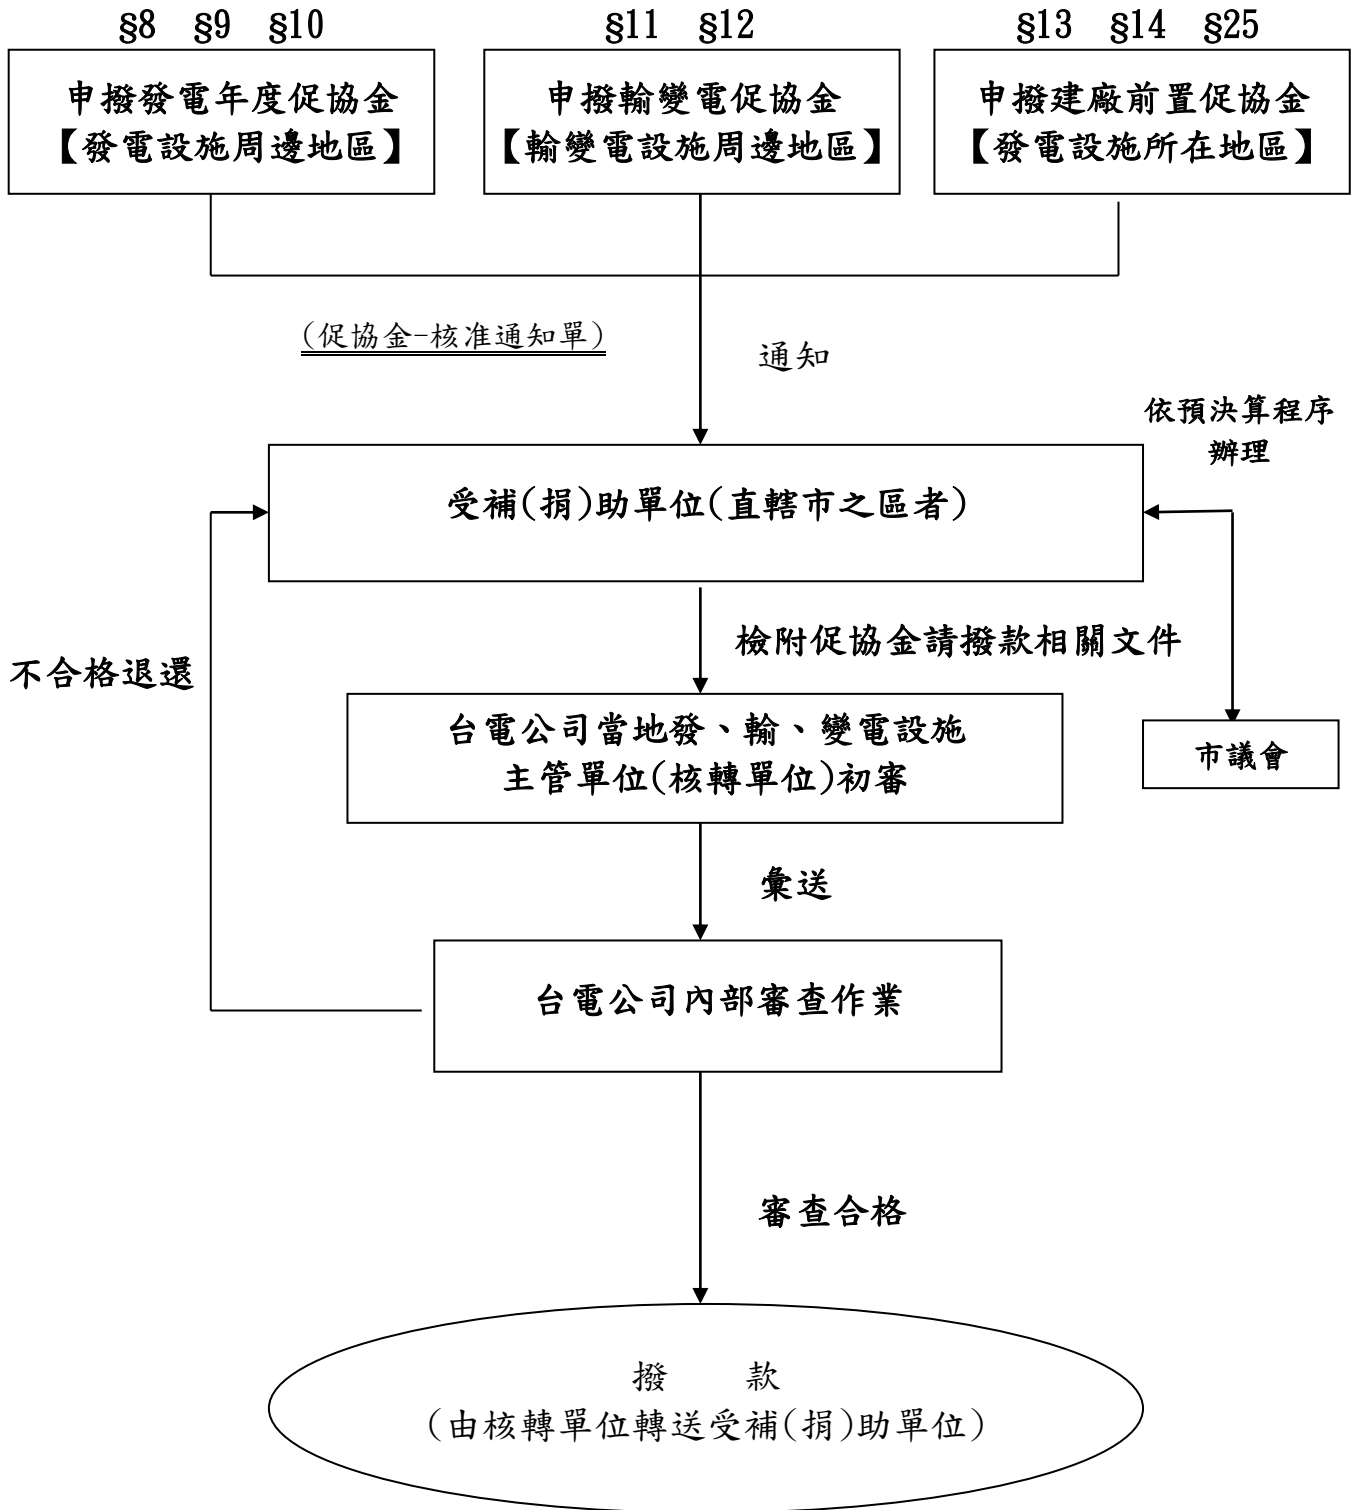 §8 §9 §10
§11 §12
§13 §14 §25
申撥發電年度促協金
【發電設施周邊地區】
申撥輸變電促協金
【輸變電設施周邊地區】
申撥建廠前置促協金
【發電設施所在地區】
(促協金-核准通知單)
通知
依預決算程序
辦理
受補(捐)助單位(直轄市之區者)
檢附促協金請撥款相關文件
不合格退還
台電公司當地發、輸、變電設施
主管單位(核轉單位)初審
市議會
彙送
台電公司內部審查作業
審查合格
撥 款
(由核轉單位轉送受補(捐)助單位)